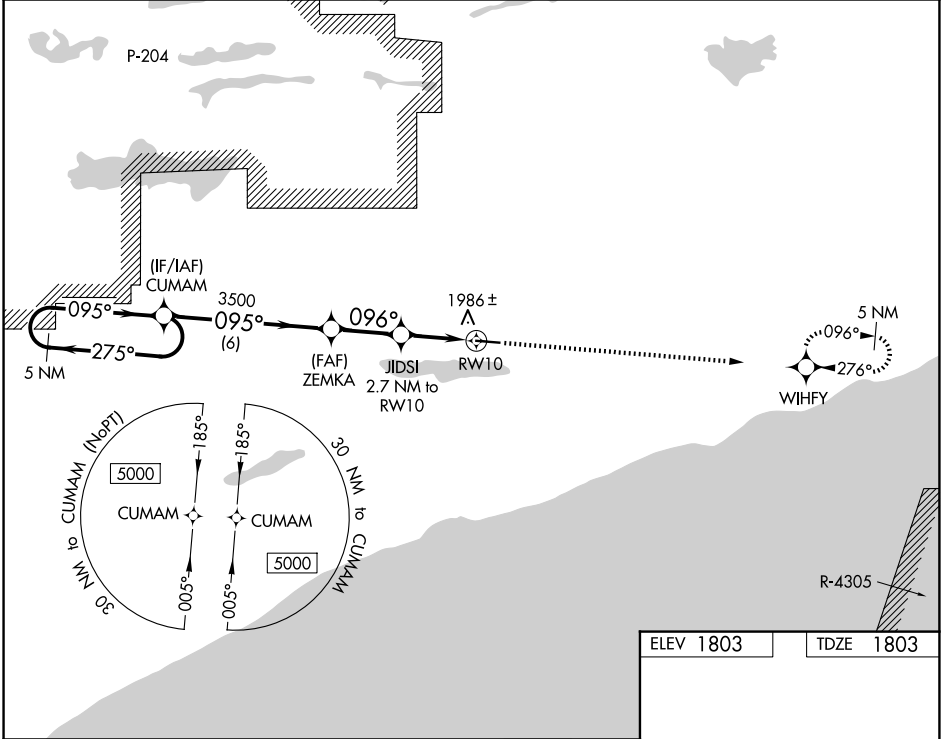 P-204
(IF/IAF)
CUMAM
3500
095°
095°
(6)
096°
1986 ±
275°
5 NM
(FAF)
ZEMKA
JIDSI
2.7 NM to
RW10
RW10
5 NM
096°
276°
WIHFY
30 NM to CUMAM (NoPT)
185°
5000
CUMAM
005°
185°
30 NM to CUMAM
CUMAM
5000
005°
R-4305
ELEV 1803
TDZE 1803